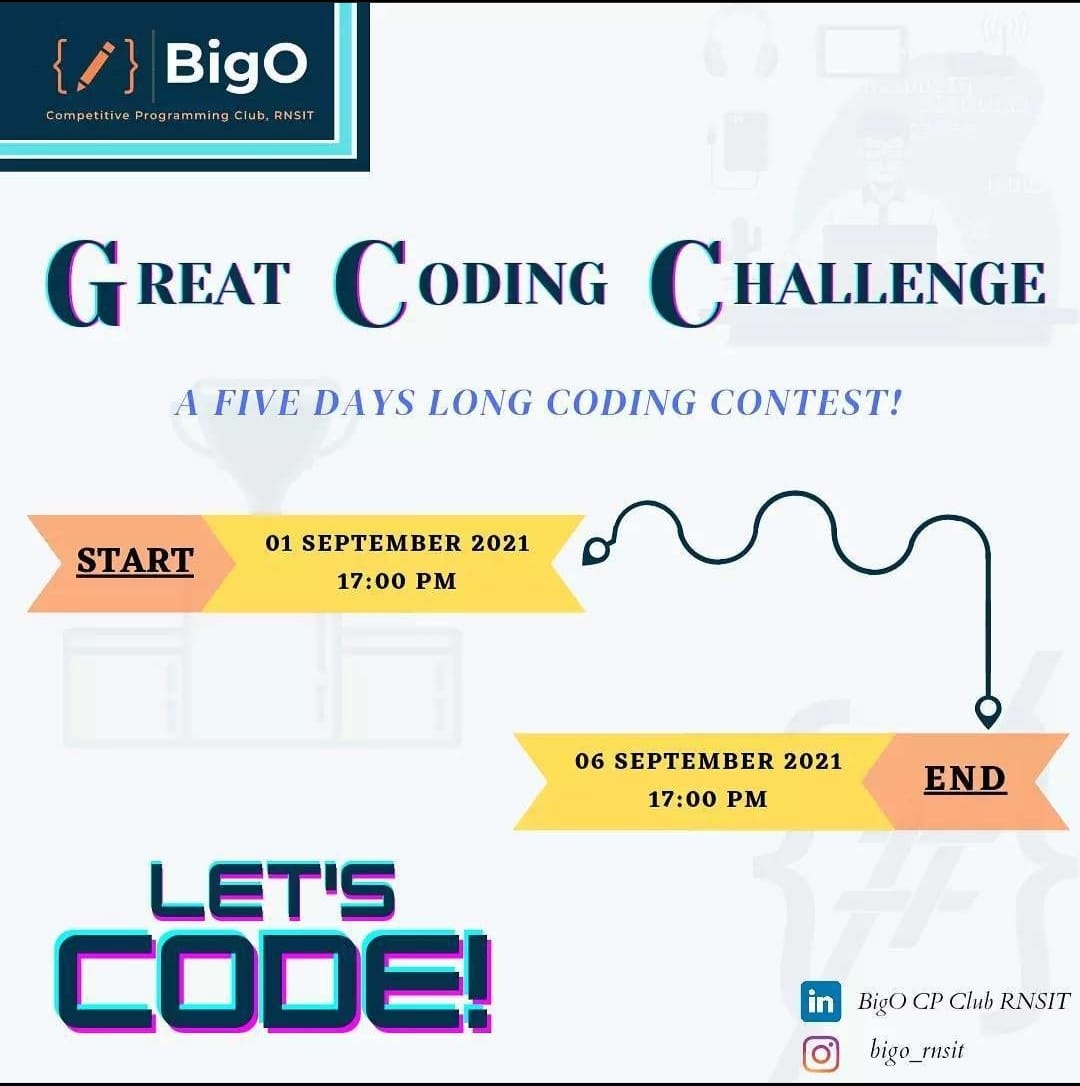 { } BigO
Competitive Programming Club, RNSIT
GREAT CODING CHALLENGE
A FIVE DAYS LONG CODING CONTEST!
START
01 SEPTEMBER 2021
17:00 PM
06 SEPTEMBER 2021
17:00 PM
END
LET'S
CODE!
in BigO CP Club RNSIT
bigo_rnsit